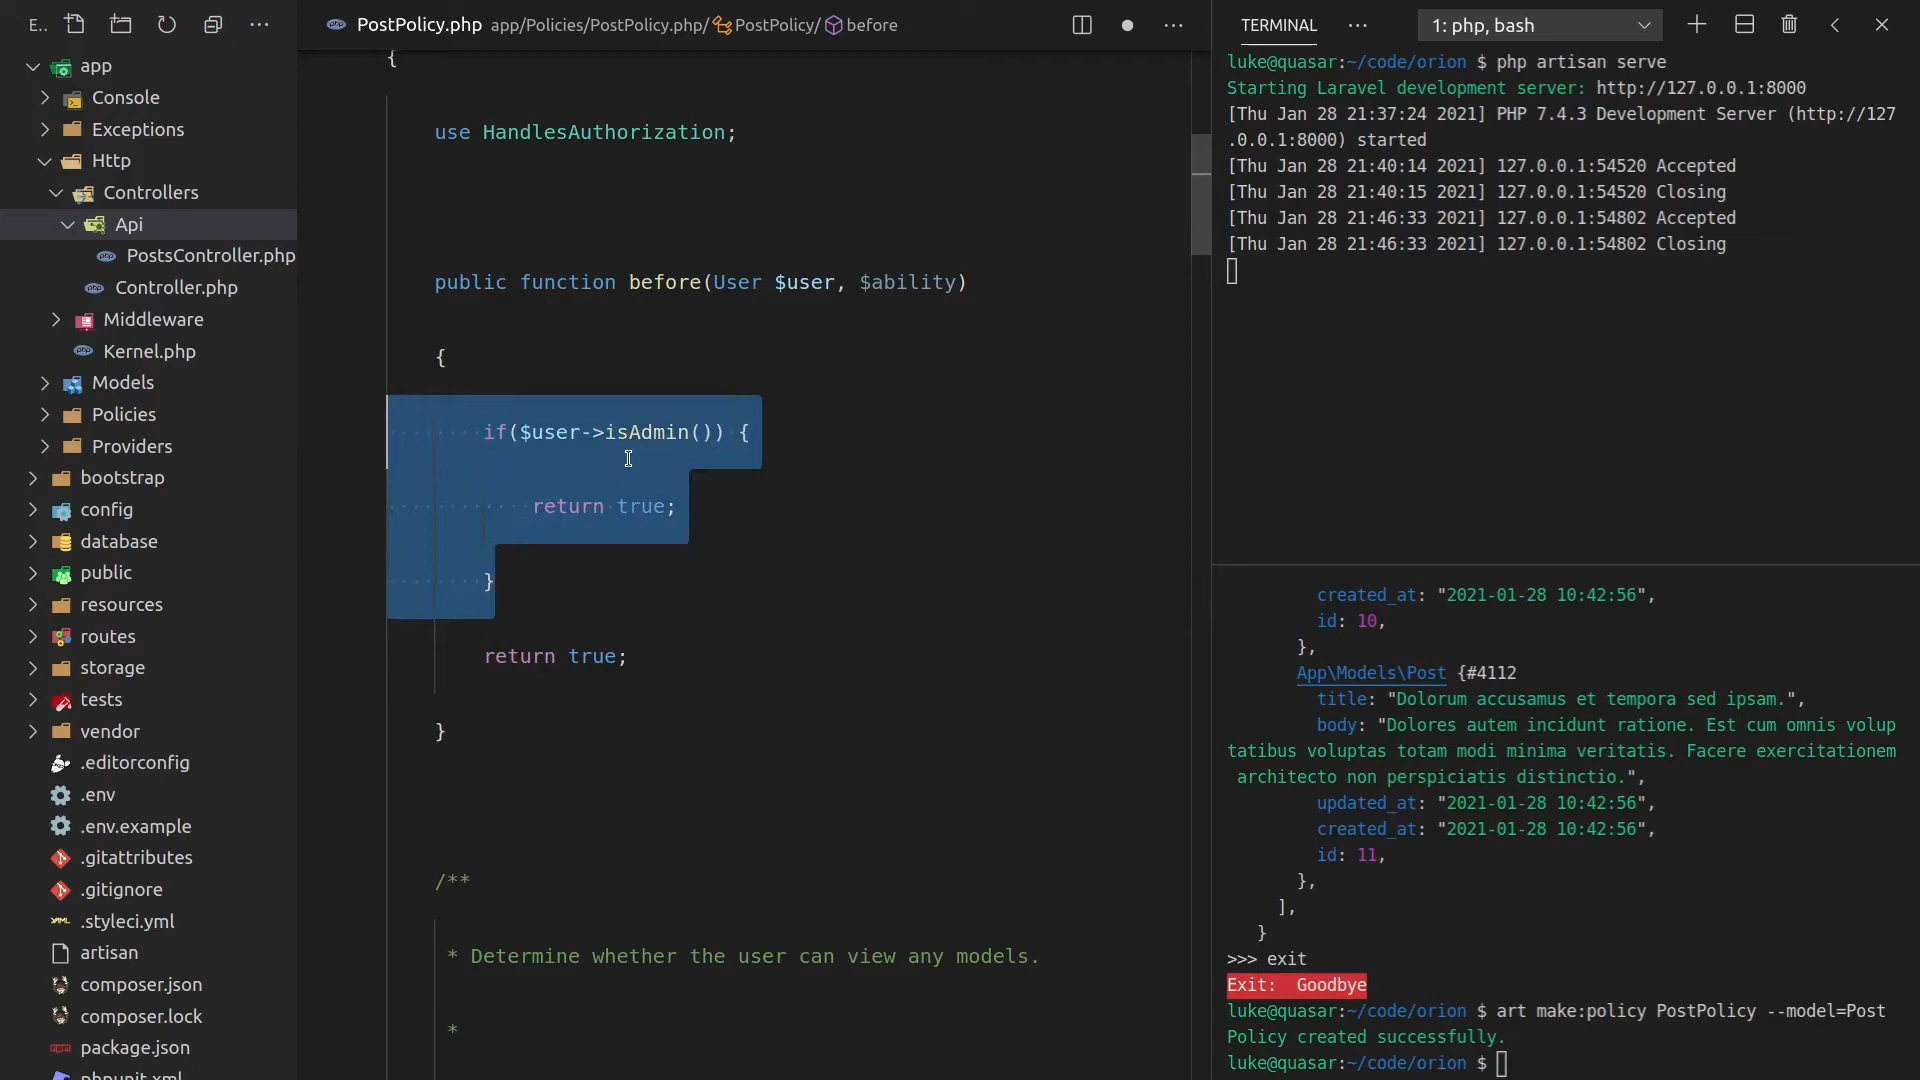 E..
PostPolicy.php app/Policies/PostPolicy.php/ PostPolicy/ before
TERMINAL
1: php, bash
app
Console
Exceptions
Http
Controllers
Api
PostsController.php
Controller.php
Middleware
Kernel.php
Models
Policies
Providers
bootstrap
config
database
public
resources
routes
storage
tests
vendor
.editorconfig
.env
.env.example
.gitattributes
.gitignore
.styleci.yml
artisan
composer.json
composer.lock
package.json
phpunit.xml
{
use HandlesAuthorization;
public function before(User $user, $ability)
{
if($user->isAdmin()) {
return true;
}
return true;
}
/**
* Determine whether the user can view any models.
*
luke@quasar:~/code/orion $ php artisan serve
Starting Laravel development server: http://127.0.0.1:8000
[Thu Jan 28 21:37:24 2021] PHP 7.4.3 Development Server (http://127
.0.0.1:8000) started
[Thu Jan 28 21:40:14 2021] 127.0.0.1:54520 Accepted
[Thu Jan 28 21:40:15 2021] 127.0.0.1:54520 Closing
[Thu Jan 28 21:46:33 2021] 127.0.0.1:54802 Accepted
[Thu Jan 28 21:46:33 2021] 127.0.0.1:54802 Closing
created_at: "2021-01-28 10:42:56",
id: 10,
},
App\Models\Post {#4112
title: "Dolorum accusamus et tempora sed ipsam.",
body: "Dolores autem incidunt ratione. Est cum omnis volup
tatibus voluptas totam modi minima veritatis. Facere exercitationem
architecto non perspiciatis distinctio.",
updated_at: "2021-01-28 10:42:56",
created_at: "2021-01-28 10:42:56",
id: 11,
},
],
}
>>> exit
Exit:  Goodbye
luke@quasar:~/code/orion $ art make:policy PostPolicy --model=Post
Policy created successfully.
luke@quasar:~/code/orion $